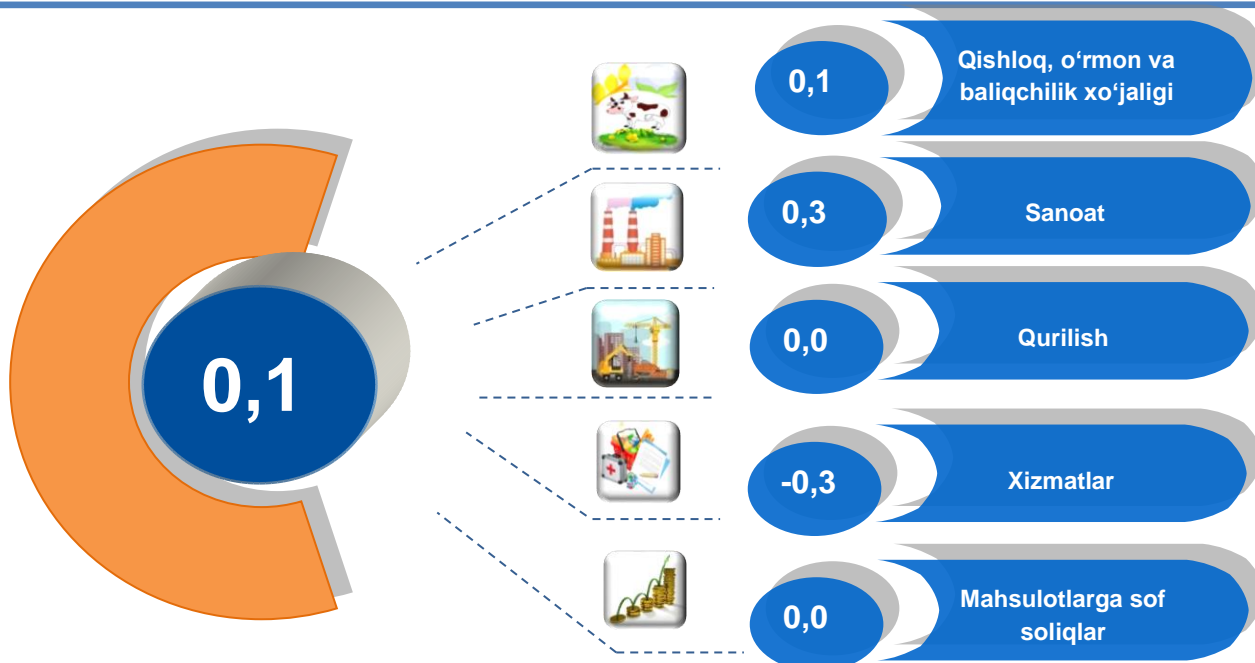 0,1
0,1
Qishloq, o‘rmon va
baliqchilik xo‘jaligi
0,3
Sanoat
0,0
Qurilish
-0,3
Xizmatlar
0,0
Mahsulotlarga sof
soliqlar